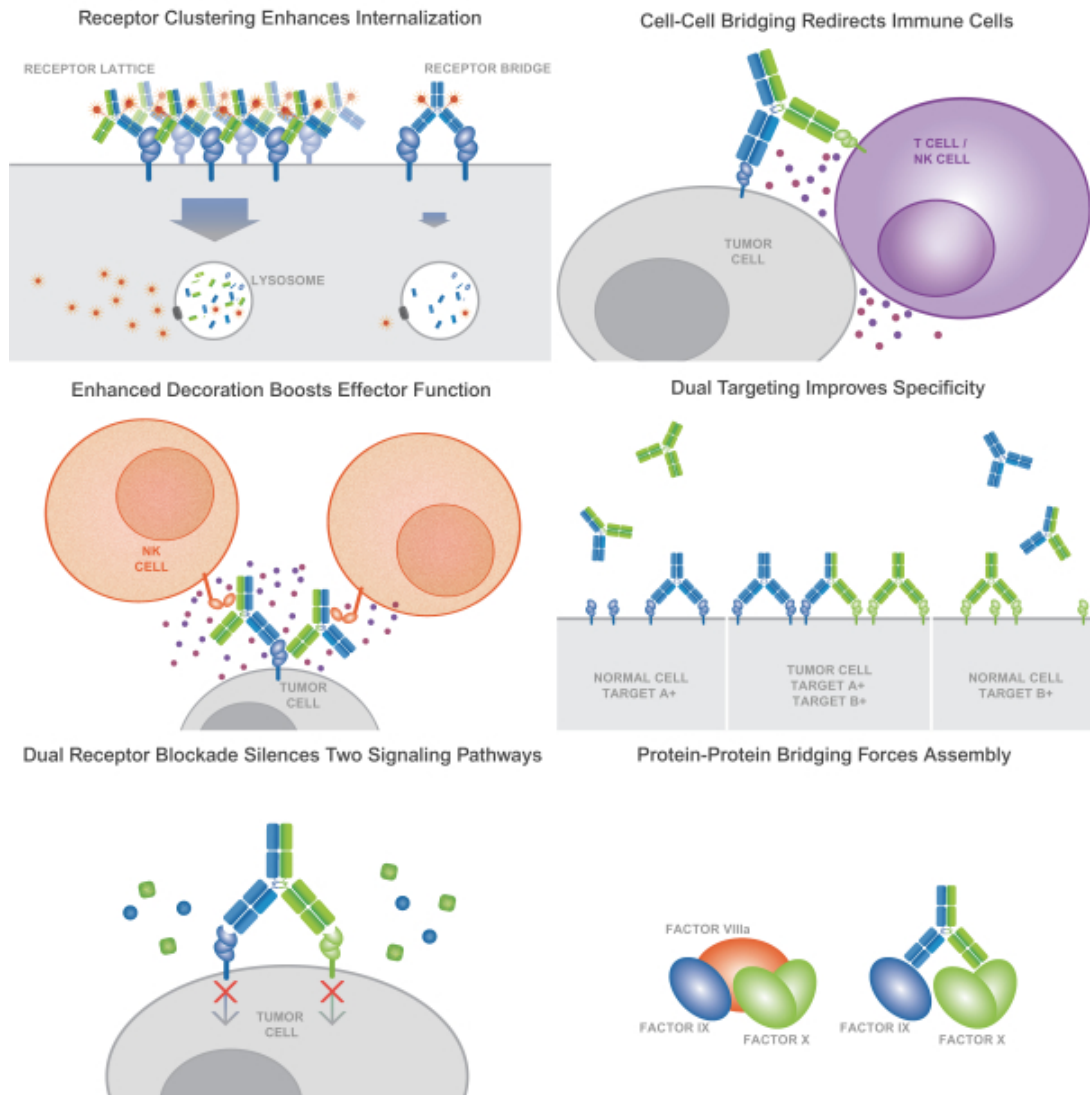 Receptor Clustering Enhances Internalization
RECEPTOR LATTICE
RECEPTOR BRIDGE
LYSOSOME
Cell-Cell Bridging Redirects Immune Cells
T CELL /
NK CELL
TUMOR
CELL
Enhanced Decoration Boosts Effector Function
NK
CELL
TUMOR
CELL
Dual Targeting Improves Specificity
NORMAL CELL
TARGET A+
TUMOR CELL
TARGET A+
TARGET B+
NORMAL CELL
TARGET B+
Dual Receptor Blockade Silences Two Signaling Pathways
TUMOR
CELL
Protein-Protein Bridging Forces Assembly
FACTOR VIIIa
FACTOR IX
FACTOR X
FACTOR IX
FACTOR X